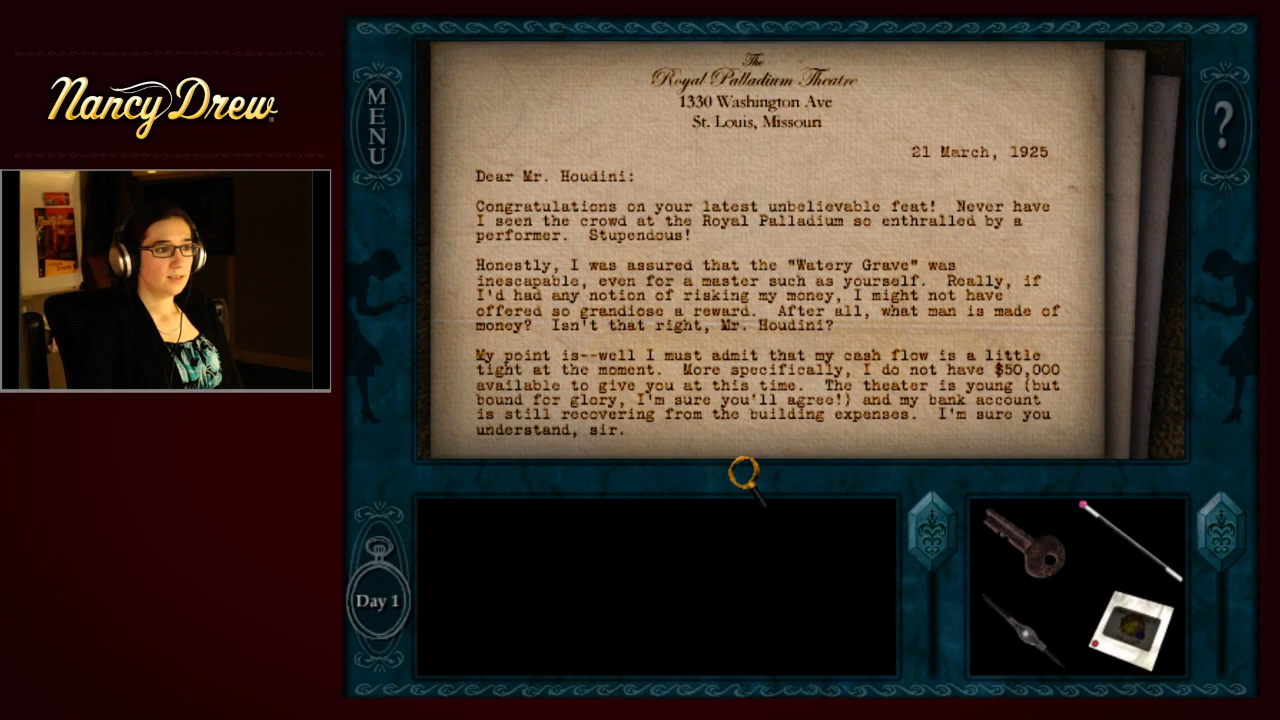 Nancy Drew
MENU
The
Royal Palladium Theatre
1330 Washington Ave
St. Louis, Missouri
21 March, 1925
Dear Mr. Houdini:
Congratulations on your latest unbelievable feat! Never have
I seen the crowd at the Royal Palladium so enthralled by a
performer. Stupendous!
Honestly, I was assured that the "Watery Grave" was
inescapable, even for a master such as yourself. Really, if
I'd had any notion of risking my money, I might not have
offered so grandiose a reward. After all, what man is made of
money? Isn't that right, Mr. Houdini?
My point is--well I must admit that my cash flow is a little
tight at the moment. More specifically, I do not have $50,000
available to give you at this time. The theater is young (but
bound for glory, I'm sure you'll agree!) and my bank account
is still recovering from the building expenses. I'm sure you
understand, sir.
?
Day 1